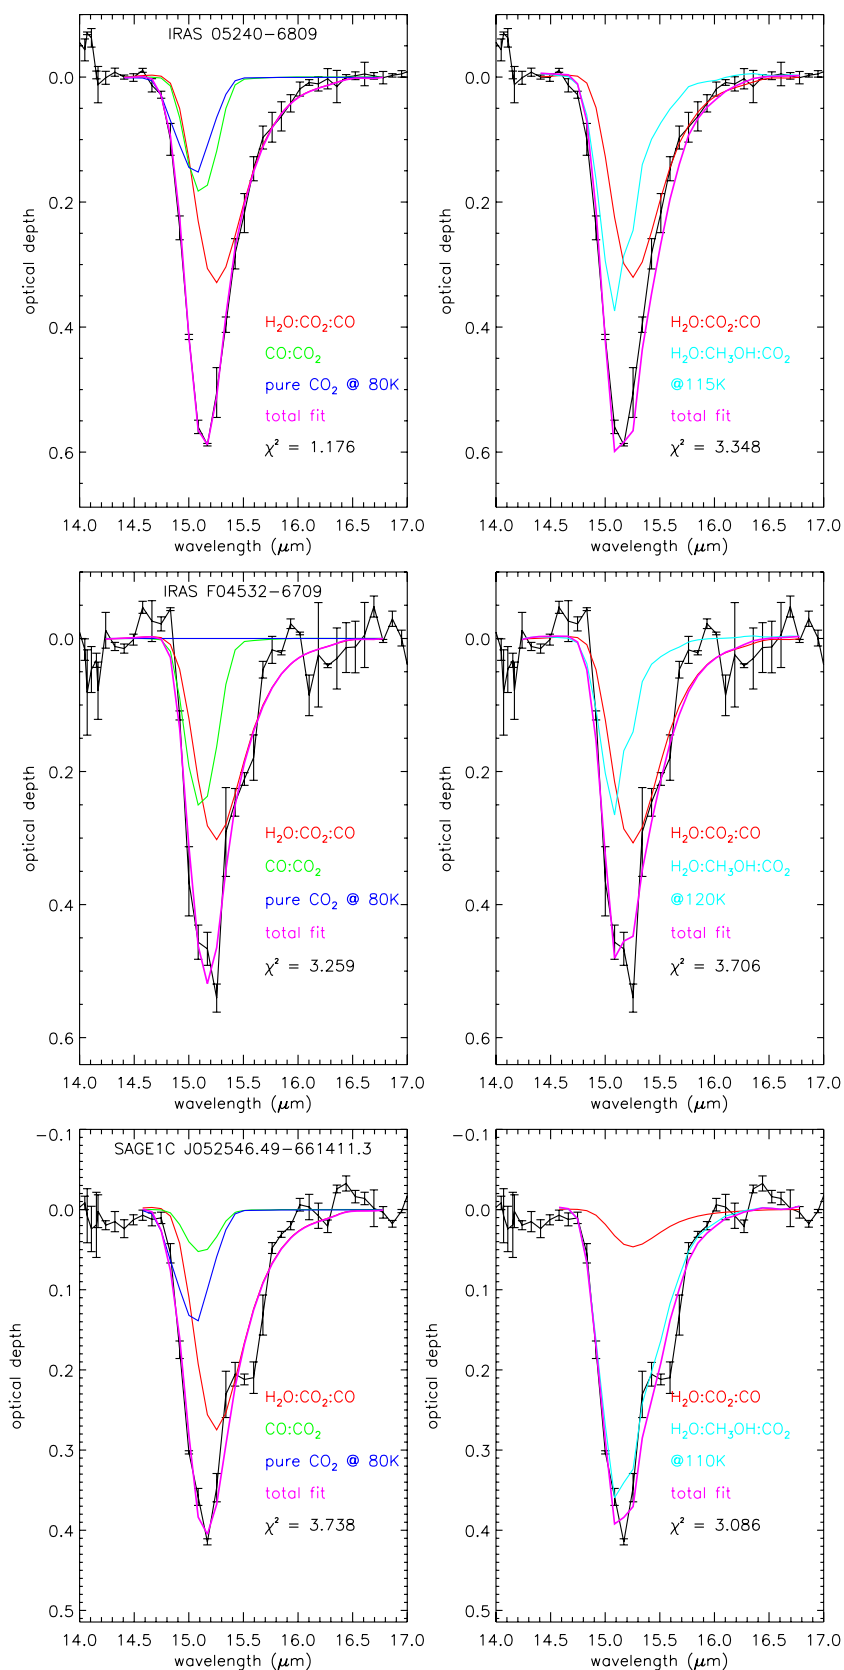 IRAS 05240-6809
0.0
0.2
0.4
0.6
optical depth
H₂O:CO₂:CO
CO:CO₂
pure CO₂ @ 80K
total fit
χ² = 1.176
14.0 14.5 15.0 15.5 16.0 16.5 17.0
wavelength (μm)
0.0
0.2
0.4
0.6
optical depth
H₂O:CO₂:CO
H₂O:CH₃OH:CO₂
@115K
total fit
χ² = 3.348
14.0 14.5 15.0 15.5 16.0 16.5 17.0
wavelength (μm)
IRAS F04532-6709
0.0
0.2
0.4
0.6
optical depth
H₂O:CO₂:CO
CO:CO₂
pure CO₂ @ 80K
total fit
χ² = 3.259
14.0 14.5 15.0 15.5 16.0 16.5 17.0
wavelength (μm)
0.0
0.2
0.4
0.6
optical depth
H₂O:CO₂:CO
H₂O:CH₃OH:CO₂
@120K
total fit
χ² = 3.706
14.0 14.5 15.0 15.5 16.0 16.5 17.0
wavelength (μm)
SAGE1C J052546.49-661411.3
-0.1
0.0
0.1
0.2
0.3
0.4
0.5
optical depth
H₂O:CO₂:CO
CO:CO₂
pure CO₂ @ 80K
total fit
χ² = 3.738
14.0 14.5 15.0 15.5 16.0 16.5 17.0
wavelength (μm)
-0.1
0.0
0.1
0.2
0.3
0.4
0.5
optical depth
H₂O:CO₂:CO
H₂O:CH₃OH:CO₂
@110K
total fit
χ² = 3.086
14.0 14.5 15.0 15.5 16.0 16.5 17.0
wavelength (μm)